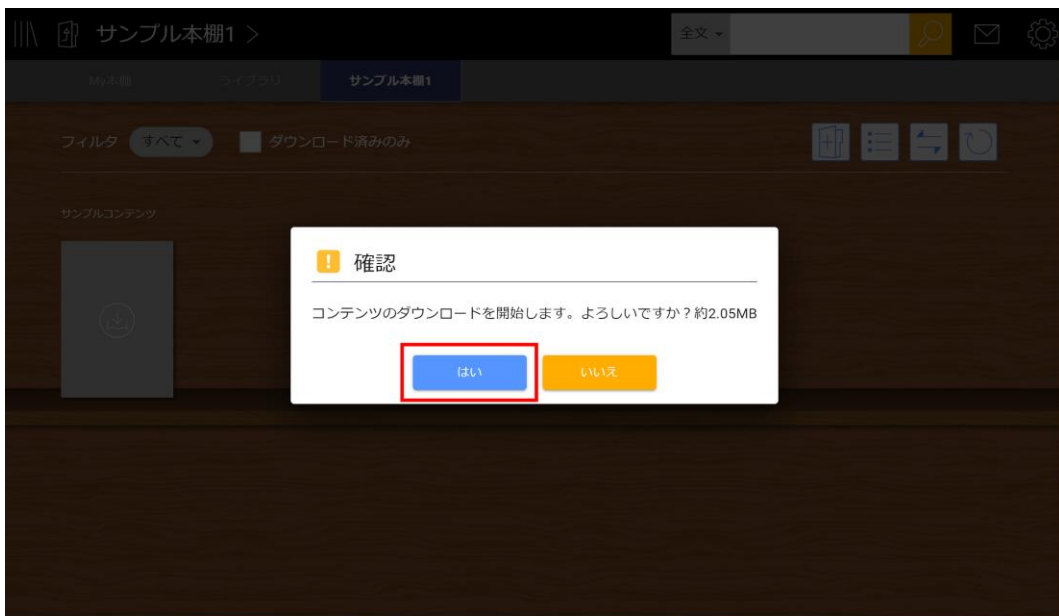 サンプル本棚1 >
全文
My本棚 ライブラリ サンプル本棚1
フィルタ すべて ダウンロード済みのみ
サンプルコンテンツ
確認
コンテンツのダウンロードを開始します。よろしいですか？約2.05MB
はい いいえ